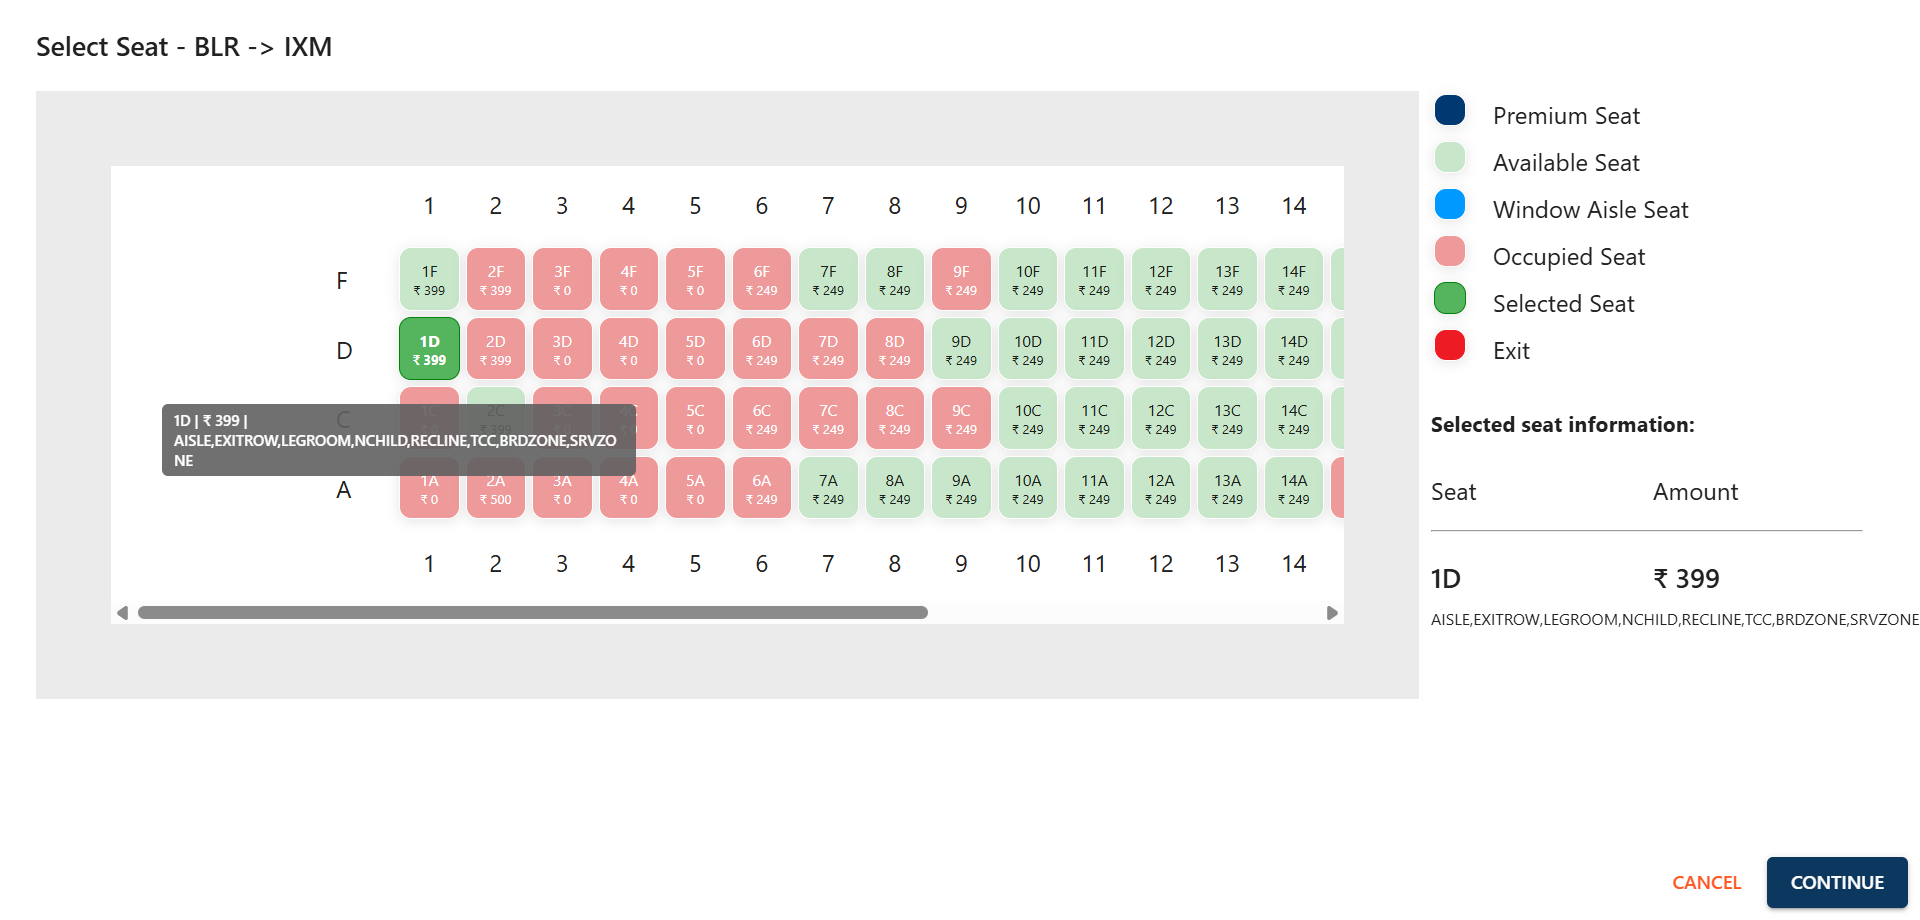 Select Seat - BLR -> IXM
1 2 3 4 5 6 7 8 9 10 11 12 13 14
F 1F 2F 3F 4F 5F 6F 7F 8F 9F 10F 11F 12F 13F 14F
₹ 399 ₹ 399 ₹ 0 ₹ 0 ₹ 0 ₹ 249 ₹ 249 ₹ 249 ₹ 249 ₹ 249 ₹ 249 ₹ 249 ₹ 249 ₹ 249
D 1D 2D 3D 4D 5D 6D 7D 8D 9D 10D 11D 12D 13D 14D
₹ 399 ₹ 399 ₹ 0 ₹ 0 ₹ 0 ₹ 249 ₹ 249 ₹ 249 ₹ 249 ₹ 249 ₹ 249 ₹ 249 ₹ 249 ₹ 249
C 1C 2C 3C 4C 5C 6C 7C 8C 9C 10C 11C 12C 13C 14C
₹ 399 ₹ 0 ₹ 249 ₹ 249 ₹ 249 ₹ 249 ₹ 249 ₹ 249 ₹ 249 ₹ 249 ₹ 249
1D | ₹ 399 |
AISLE,EXITROW,LEGROOM,NCHILD,RECLINE,TCC,BRDZONE,SRVZO
NE
A 1A 2A 3A 4A 5A 6A 7A 8A 9A 10A 11A 12A 13A 14A
₹ 0 ₹ 500 ₹ 0 ₹ 0 ₹ 0 ₹ 249 ₹ 249 ₹ 249 ₹ 249 ₹ 249 ₹ 249 ₹ 249 ₹ 249 ₹ 249
1 2 3 4 5 6 7 8 9 10 11 12 13 14
Premium Seat
Available Seat
Window Aisle Seat
Occupied Seat
Selected Seat
Exit
Selected seat information:
Seat Amount
1D ₹ 399
AISLE,EXITROW,LEGROOM,NCHILD,RECLINE,TCC,BRDZONE,SRVZONE
CANCEL CONTINUE